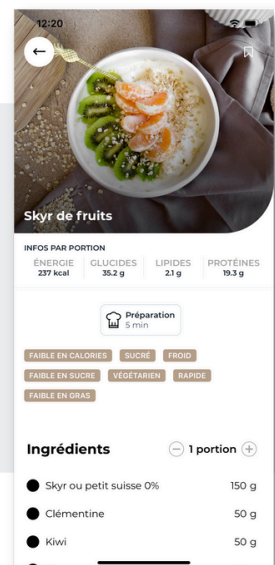 12:20
Skyr de fruits
INFOS PAR PORTION
ÉNERGIE GLUCIDES LIPIDES PROTÉINES
237 kcal 35.2 g 2.1 g 19.3 g
Préparation
5 min
FAIBLE EN CALORIES SUCRÉ FROID
FAIBLE EN SUCRE VÉGÉTARIEN RAPIDE
FAIBLE EN GRAS
Ingrédients 1 portion
Skyr ou petit suisse 0% 150 g
Clémentine 50 g
Kiwi 50 g